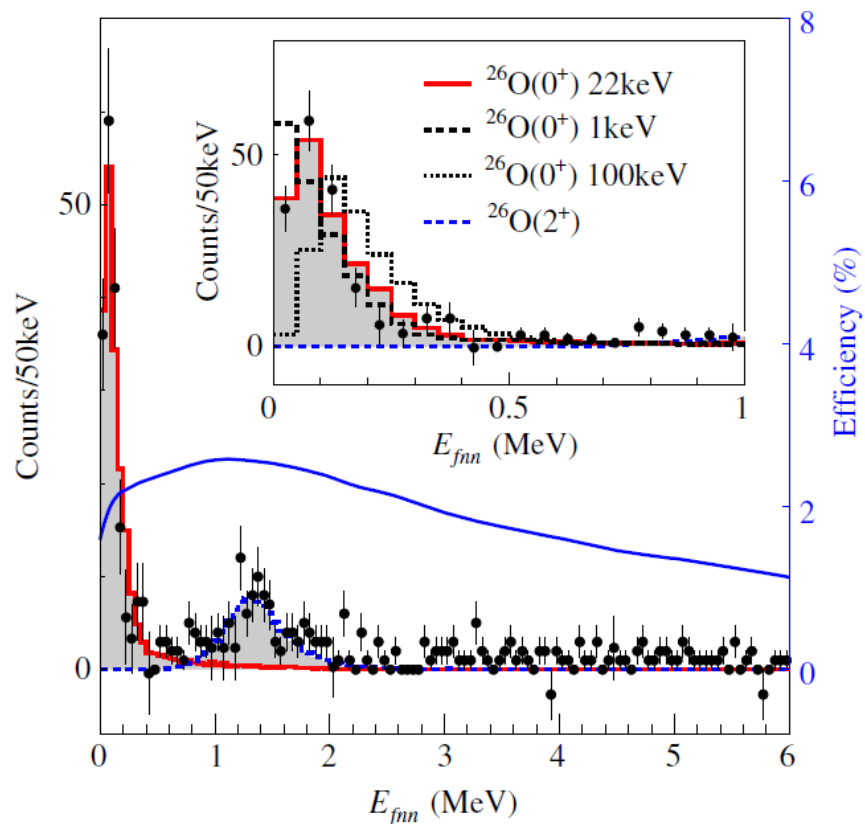 8
50
6
4
2
0
0
Counts/50keV
Efficiency (%)
0 1 2 3 4 5 6
E_fnn (MeV)
50
0
Counts/50keV
0 0.5 1
E_fnn (MeV)
²⁶O(0⁺) 22keV
²⁶O(0⁺) 1keV
²⁶O(0⁺) 100keV
²⁶O(2⁺)